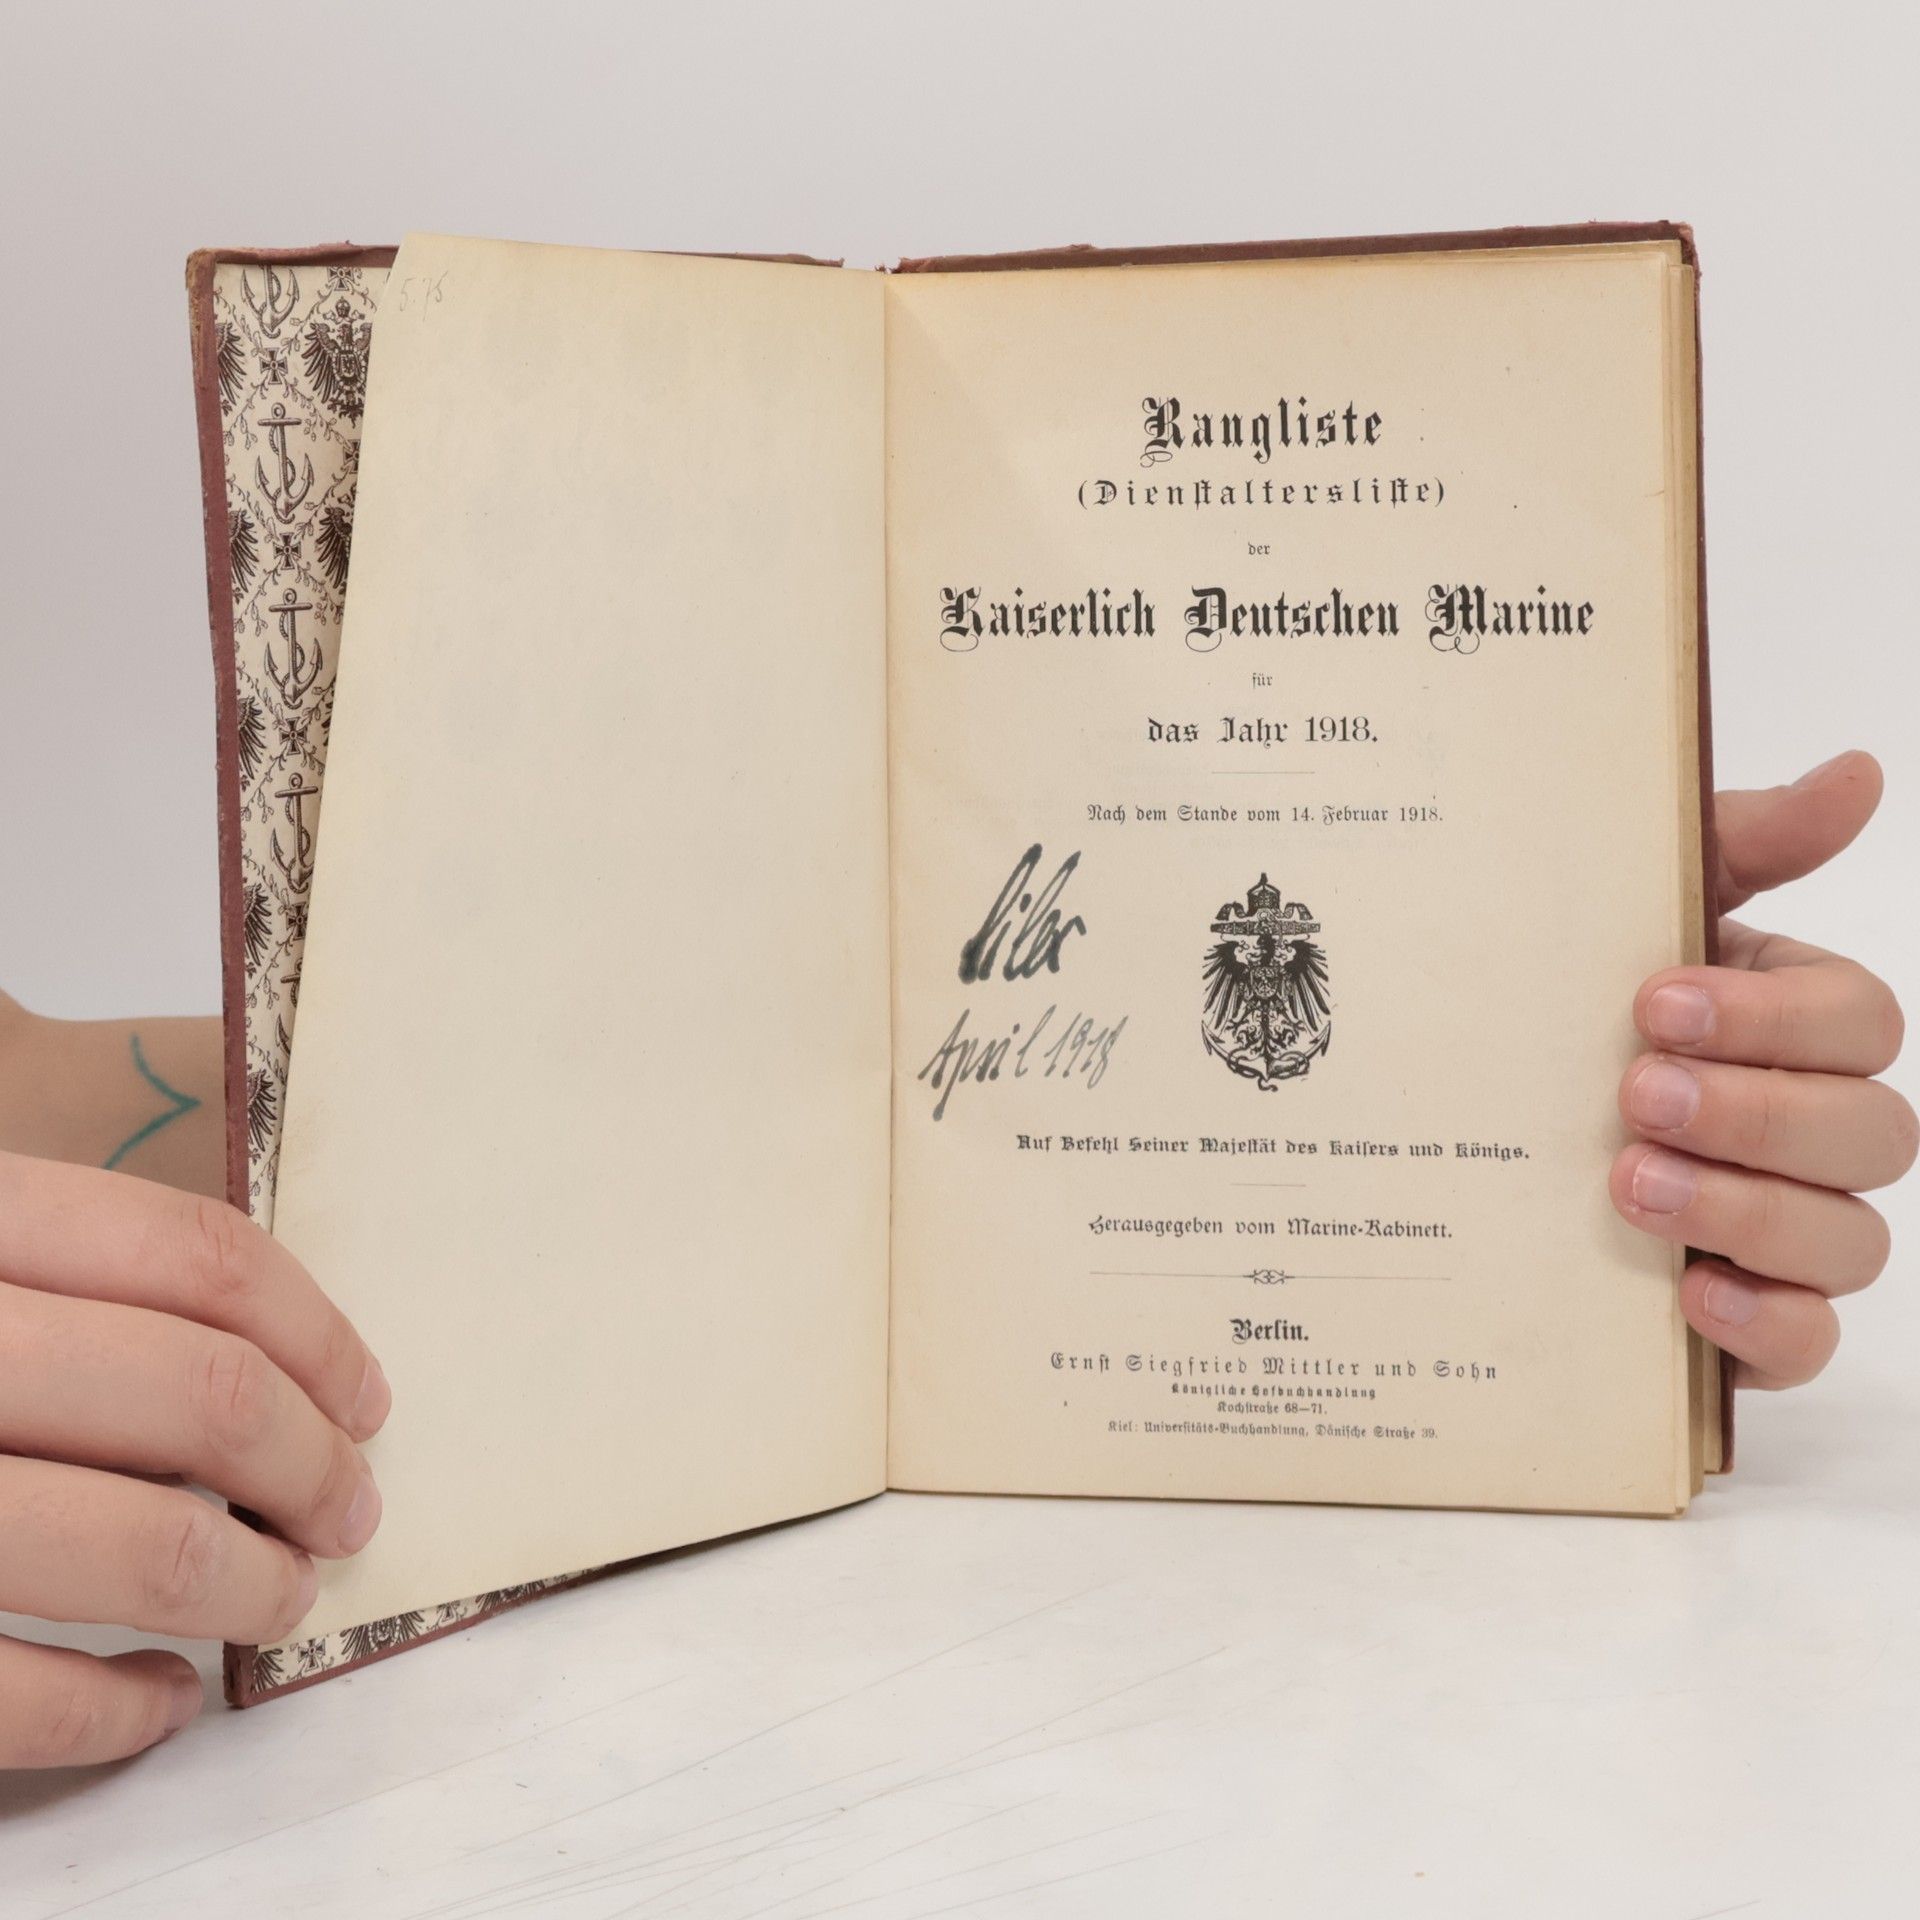 5.75
Rangliste
(Dienstaltersliste)
der
Kaiserlich Deutschen Marine
für
das Jahr 1918.
Nach dem Stande vom 14. Februar 1918.
April 1918
Auf Befehl Seiner Majestät des Kaisers und Königs.
Herausgegeben vom Marine-Kabinett.
Berlin.
Ernst Siegfried Mittler und Sohn
Königliche Hofbuchhandlung
Kochstraße 68—71.
Kiel: Universitäts-Buchhandlung, Dänische Straße 39.